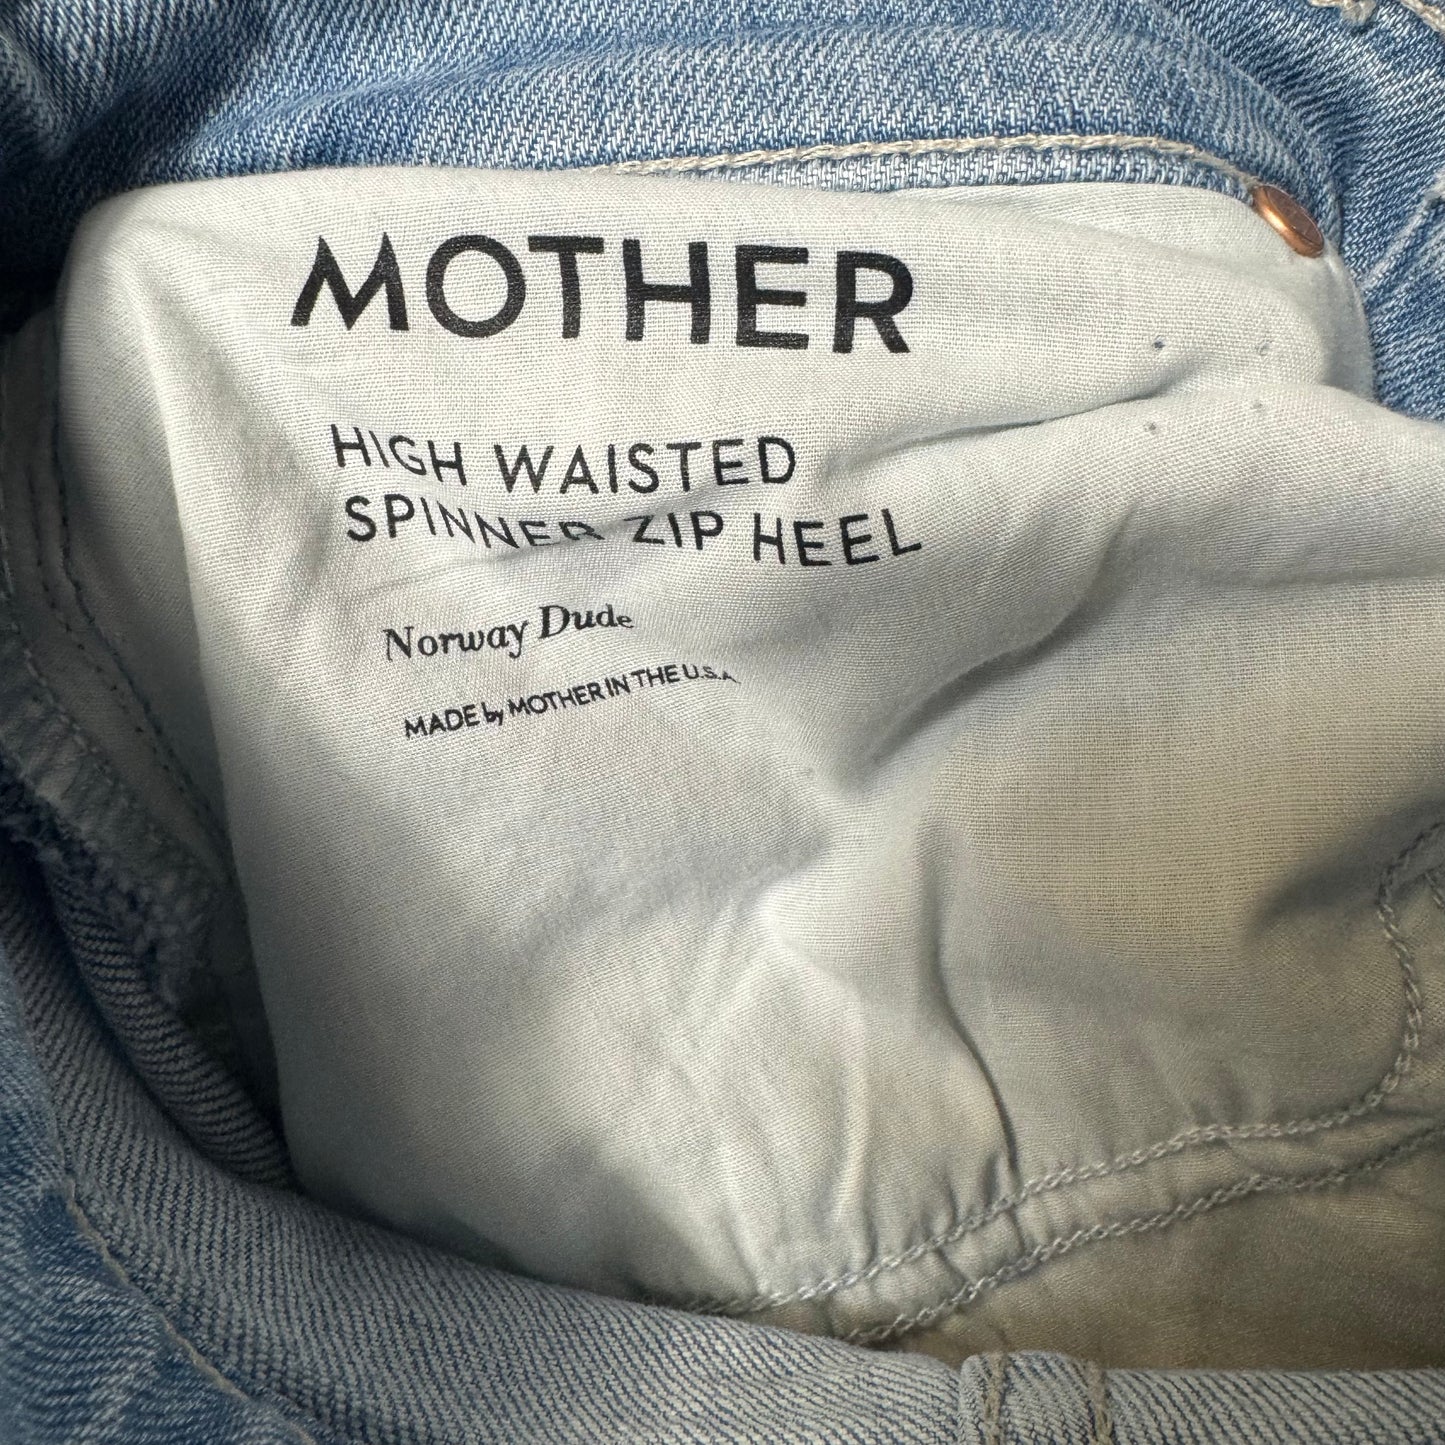 MOTHER
HIGH WAISTED
SPINNER ZIP HEEL
Norway Dude
MADE by MOTHER IN THE U.S.A.